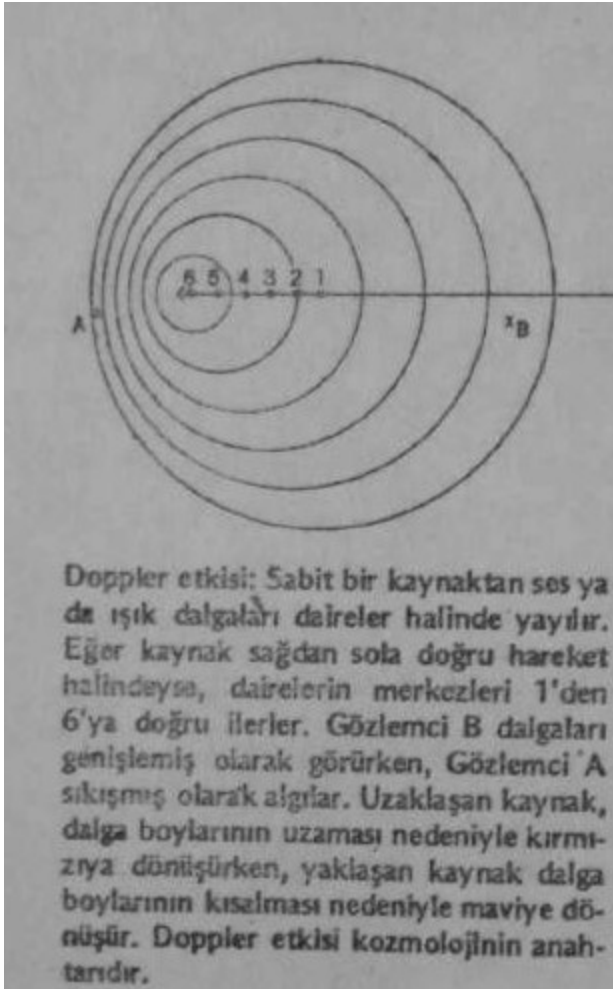 6 5 4 3 2 1
A
xB
Doppler etkisi: Sabit bir kaynaktan ses ya
da ışık dalgaları daireler halinde yayılır.
Eğer kaynak sağdan sola doğru hareket
halindeyse, dairelerin merkezleri 1'den
6'ya doğru ilerler. Gözlemci B dalgaları
genişlemiş olarak görürken, Gözlemci A
sıkışmış olarak algılar. Uzaklaşan kaynak,
dalga boylarının uzaması nedeniyle kırmı-
zıya dönüşürken, yaklaşan kaynak dalga
boylarının kısalması nedeniyle maviye dö-
nüşür. Doppler etkisi kozmolojinin anah-
tarıdır.